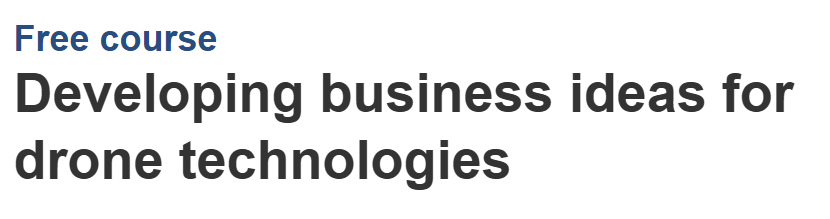 Free course
Developing business ideas for
drone technologies